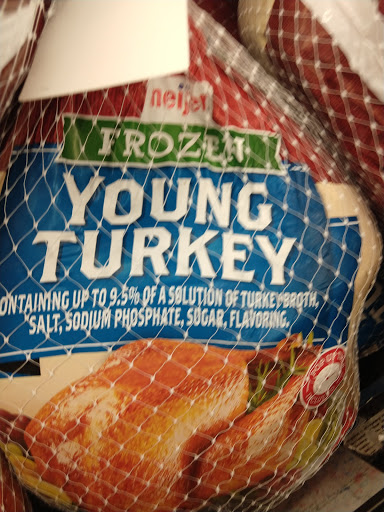 meijer
FROZEN
YOUNG
TURKEY
CONTAINING UP TO 9.5% OF A SOLUTION OF TURKEY BROTH,
SALT, SODIUM PHOSPHATE, SUGAR, FLAVORING.